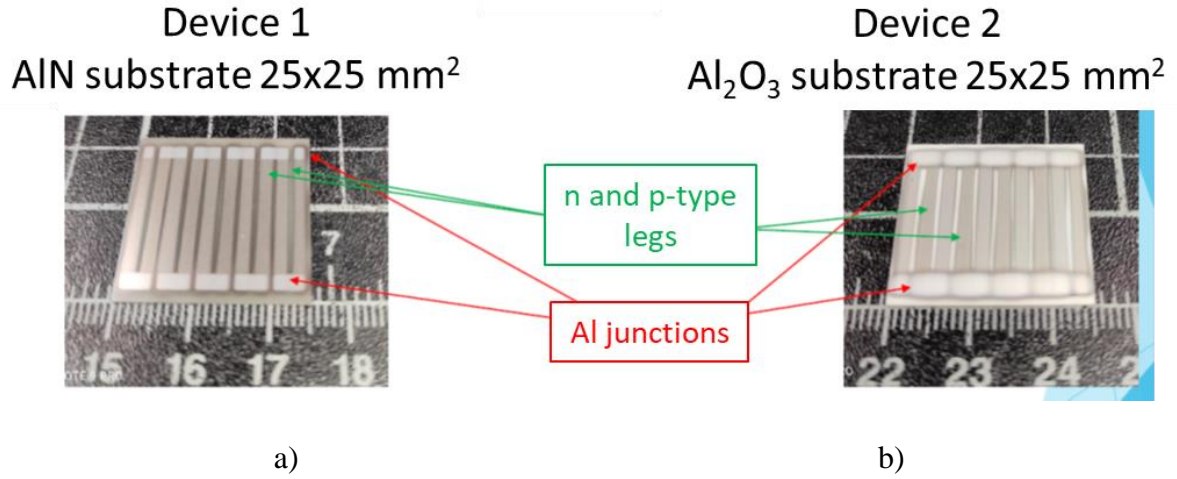 Device 1
AlN substrate 25x25 mm²
Device 2
Al₂O₃ substrate 25x25 mm²
n and p-type
legs
Al junctions
7
15 16 17 18
22 23 24 2
a)
b)